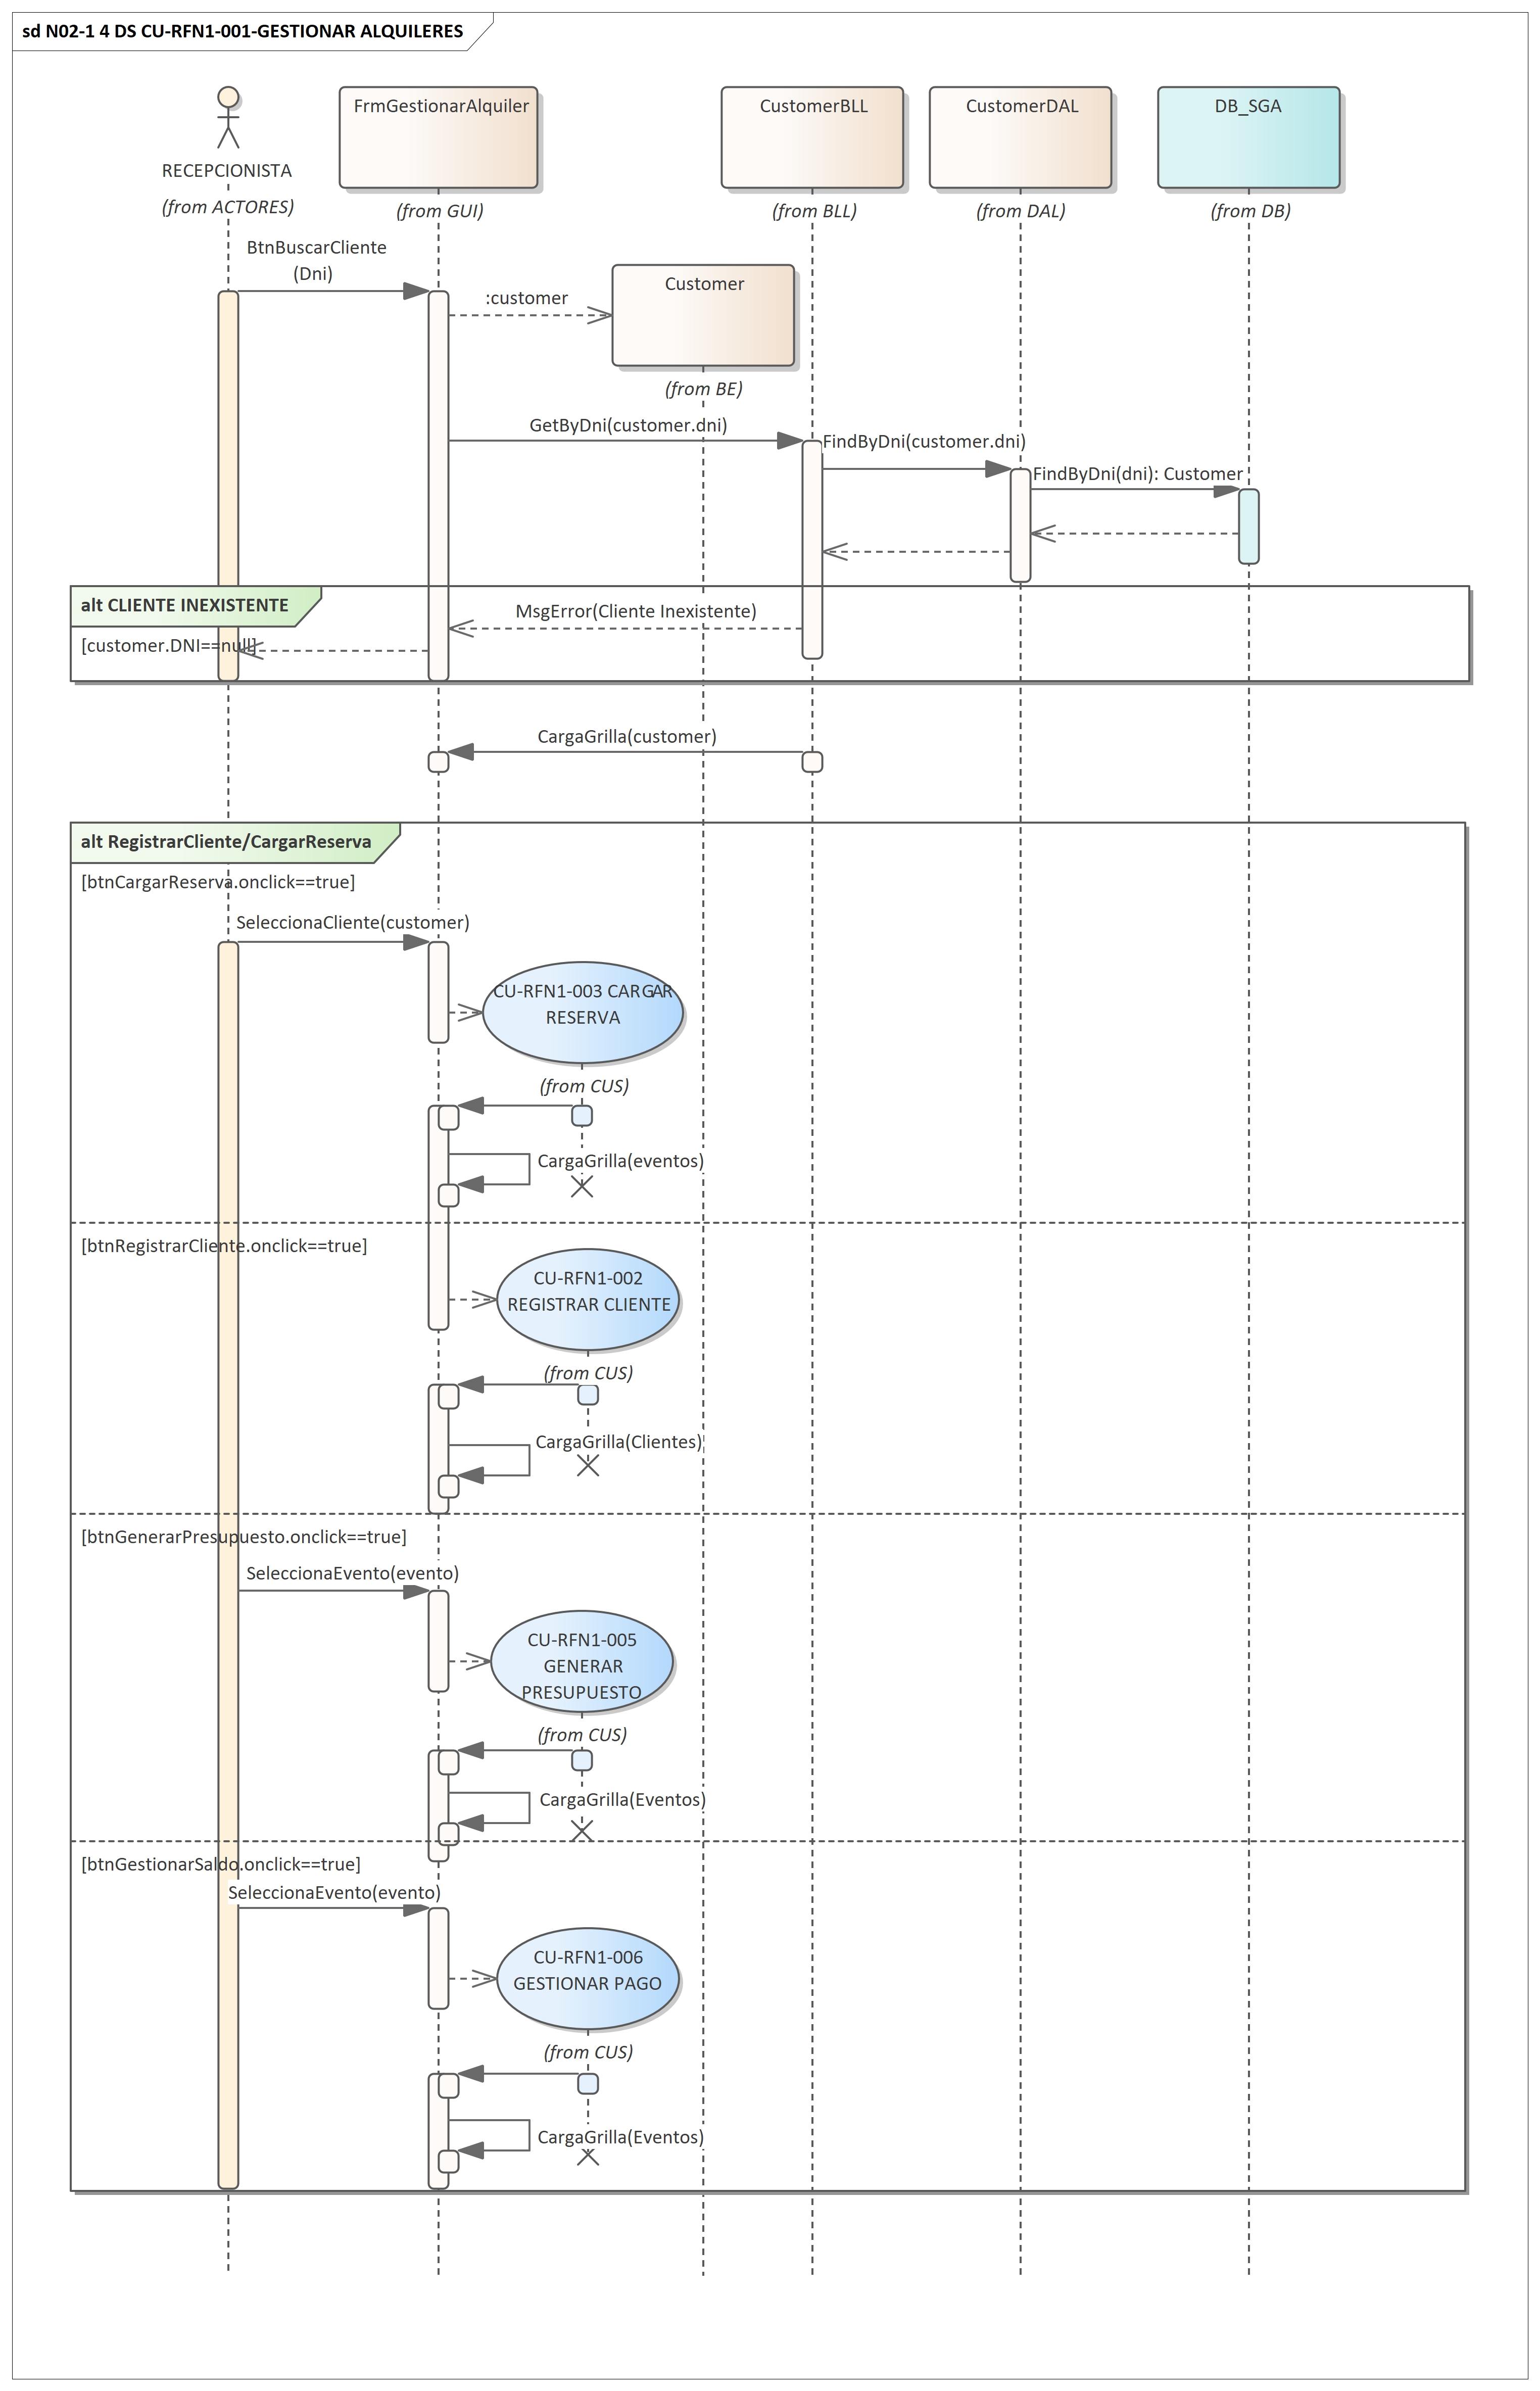 sd N02-1 4 DS CU-RFN1-001-GESTIONAR ALQUILERES
FrmGestionarAlquiler
CustomerBLL
CustomerDAL
DB_SGA
RECEPCIONISTA
(from ACTORES)
(from GUI)
(from BLL)
(from DAL)
(from DB)
BtnBuscarCliente
(Dni)
:customer
Customer
(from BE)
GetByDni(customer.dni)
FindByDni(customer.dni)
FindByDni(dni): Customer
alt CLIENTE INEXISTENTE
MsgError(Cliente Inexistente)
[customer.DNI==null]
CargaGrilla(customer)
alt RegistrarCliente/CargarReserva
[btnCargarReserva.onclick==true]
SeleccionaCliente(customer)
CU-RFN1-003 CARGAR
RESERVA
(from CUS)
CargaGrilla(eventos)
[btnRegistrarCliente.onclick==true]
CU-RFN1-002
REGISTRAR CLIENTE
(from CUS)
CargaGrilla(Clientes)
[btnGenerarPresupuesto.onclick==true]
SeleccionaEvento(evento)
CU-RFN1-005
GENERAR
PRESUPUESTO
(from CUS)
CargaGrilla(Eventos)
[btnGestionarSaldo.onclick==true]
SeleccionaEvento(evento)
CU-RFN1-006
GESTIONAR PAGO
(from CUS)
CargaGrilla(Eventos)